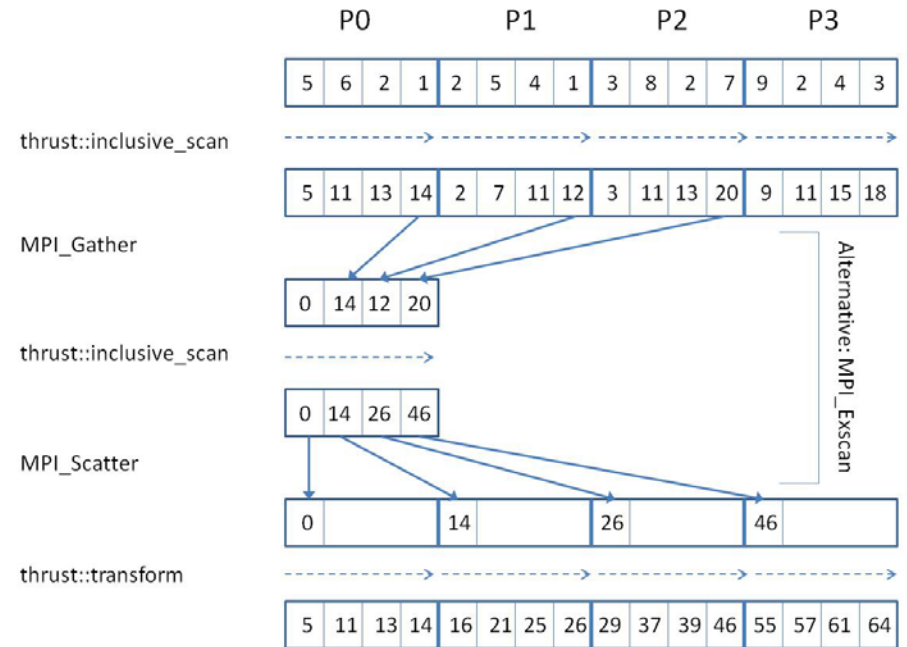 P0 P1 P2 P3
5 6 2 1 2 5 4 1 3 8 2 7 9 2 4 3
thrust::inclusive_scan
5 11 13 14 2 7 11 12 3 11 13 20 9 11 15 18
MPI_Gather
0 14 12 20
thrust::inclusive_scan
0 14 26 46
MPI_Scatter
Alternative: MPI_Exscan
0 14 26 46
thrust::transform
5 11 13 14 16 21 25 26 29 37 39 46 55 57 61 64